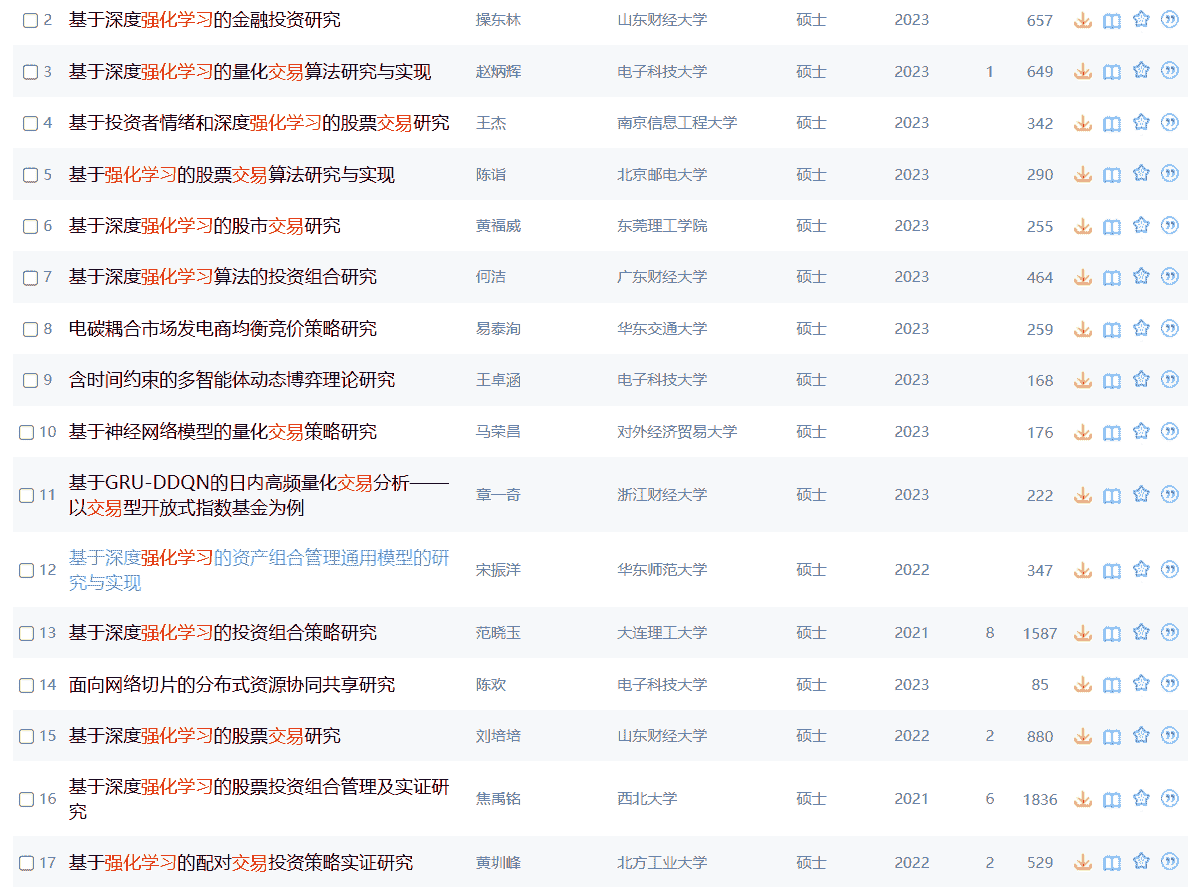 2 基于深度强化学习的金融投资研究 操东林 山东财经大学 硕士 2023 657
3 基于深度强化学习的量化交易算法研究与实现 赵炳辉 电子科技大学 硕士 2023 1 649
4 基于投资者情绪和深度强化学习的股票交易研究 王杰 南京信息工程大学 硕士 2023 342
5 基于强化学习的股票交易算法研究与实现 陈诣 北京邮电大学 硕士 2023 290
6 基于深度强化学习的股市交易研究 黄福威 东莞理工学院 硕士 2023 255
7 基于深度强化学习算法的投资组合研究 何洁 广东财经大学 硕士 2023 464
8 电碳耦合市场发电商均衡竞价策略研究 易泰洵 华东交通大学 硕士 2023 259
9 含时间约束的多智能体动态博弈理论研究 王卓涵 电子科技大学 硕士 2023 168
10 基于神经网络模型的量化交易策略研究 马荣昌 对外经济贸易大学 硕士 2023 176
11 基于GRU-DDQN的日内高频量化交易分析——
以交易型开放式指数基金为例 章一奇 浙江财经大学 硕士 2023 222
12 基于深度强化学习的资产组合管理通用模型的研
究与实现 宋振洋 华东师范大学 硕士 2022 347
13 基于深度强化学习的投资组合策略研究 范晓玉 大连理工大学 硕士 2021 8 1587
14 面向网络切片的分布式资源协同共享研究 陈欢 电子科技大学 硕士 2023 85
15 基于深度强化学习的股票交易研究 刘培培 山东财经大学 硕士 2022 2 880
16 基于深度强化学习的股票投资组合管理及实证研
究 焦禹铭 西北大学 硕士 2021 6 1836
17 基于强化学习的配对交易投资策略实证研究 黄圳峰 北方工业大学 硕士 2022 2 529